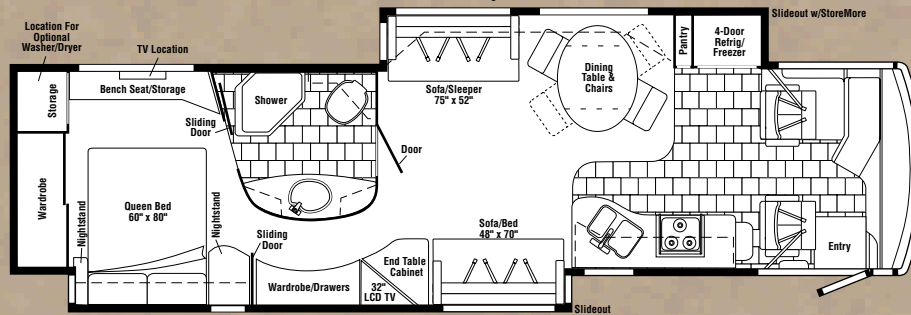 Slideout w/StoreMore
Location For
Optional
Washer/Dryer
TV Location
Storage
Bench Seat/Storage
Sliding
Door
Shower
Door
Sofa/Sleeper
75" x 52"
Dining
Table &
Chairs
Pantry
4-Door
Refrig/
Freezer
Wardrobe
Nightstand
Queen Bed
60" x 80"
Nightstand
Sliding
Door
Wardrobe/Drawers
End Table
Cabinet
32"
LCD TV
Sofa/Bed
48" x 70"
Entry
Slideout